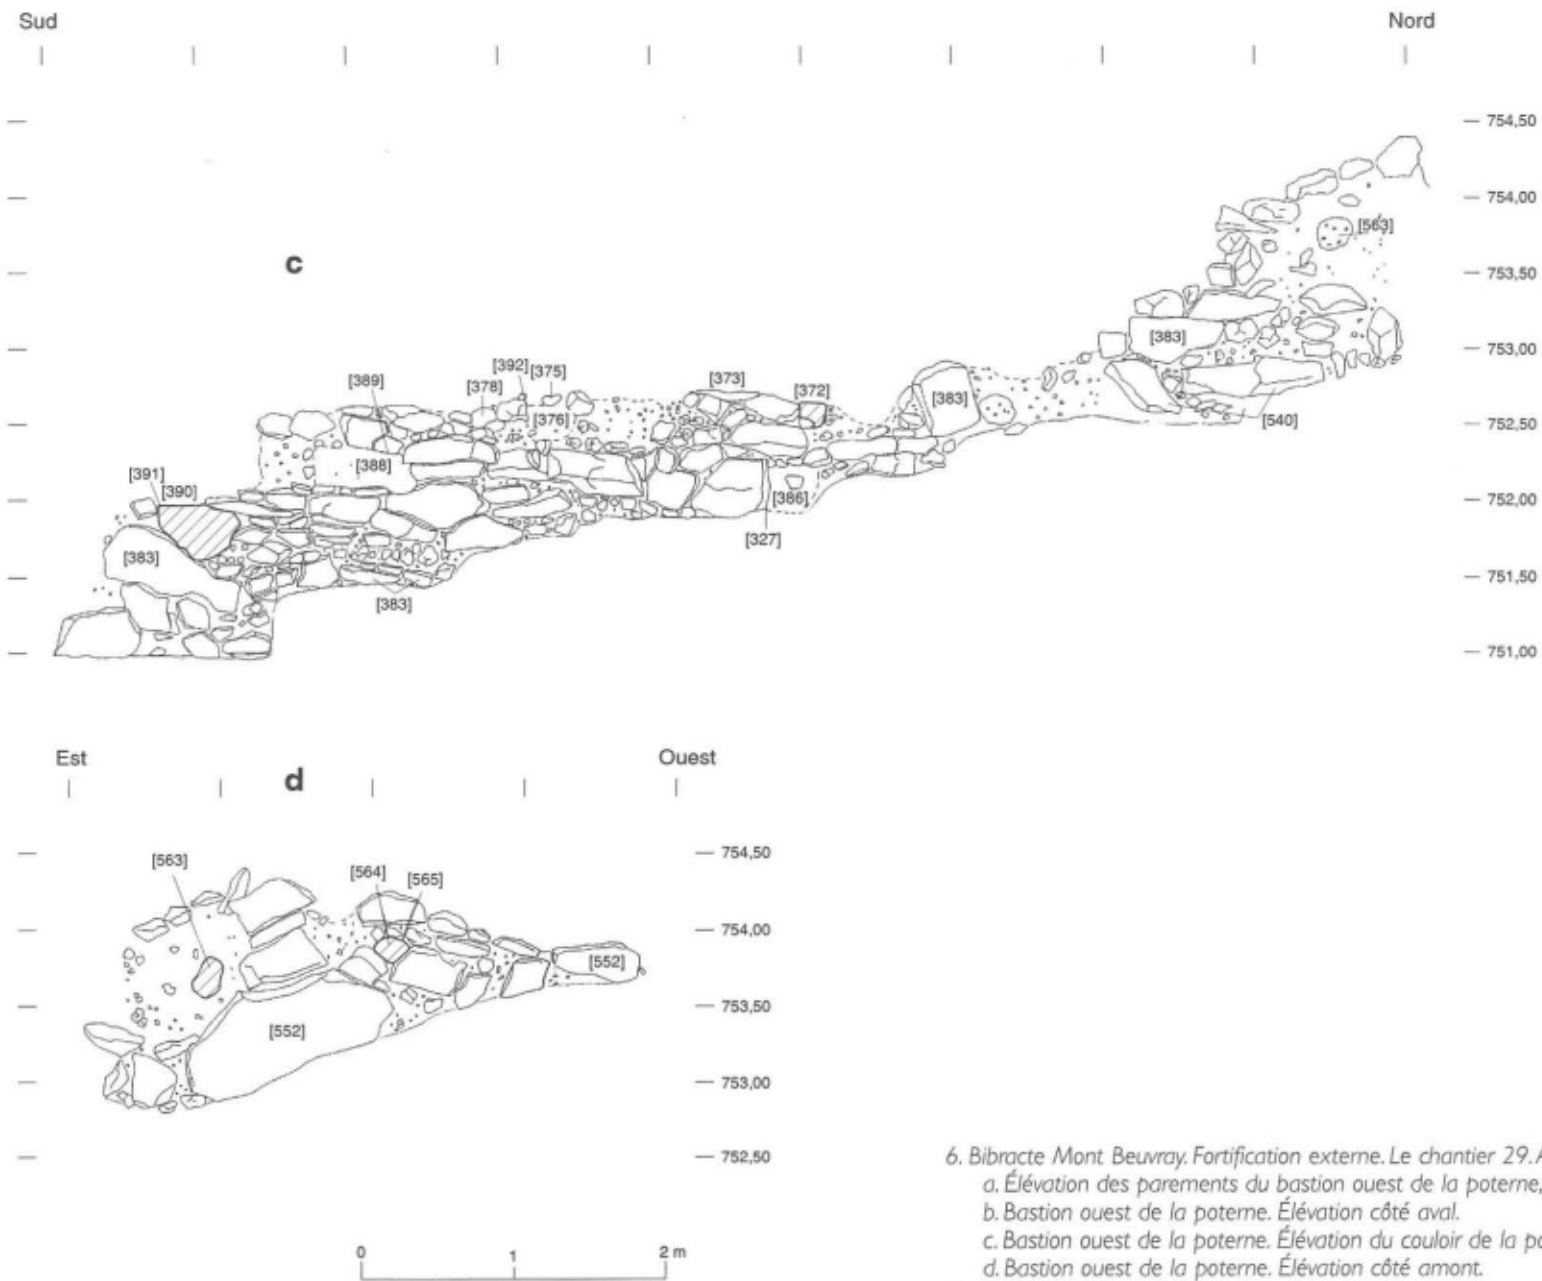 Sud Nord
754,50
754,00
[563]
c
753,50
[383]
753,00
[389] [378] [392] [375] [373] [372]
[376] [383]
[540]
752,50
[391] [390] [388]
[386]
752,00
[327]
[383]
751,50
[383]
751,00
Est Ouest
d
754,50
[563] [564] [565]
754,00
[552]
753,50
[552]
753,00
752,50
6. Bibracte Mont Beuvray. Fortification externe. Le chantier 29. A
a. Élévation des parements du bastion ouest de la poterne,
b. Bastion ouest de la poterne. Élévation côté aval.
c. Bastion ouest de la poterne. Élévation du couloir de la po
d. Bastion ouest de la poterne. Élévation côté amont.
0 1 2 m